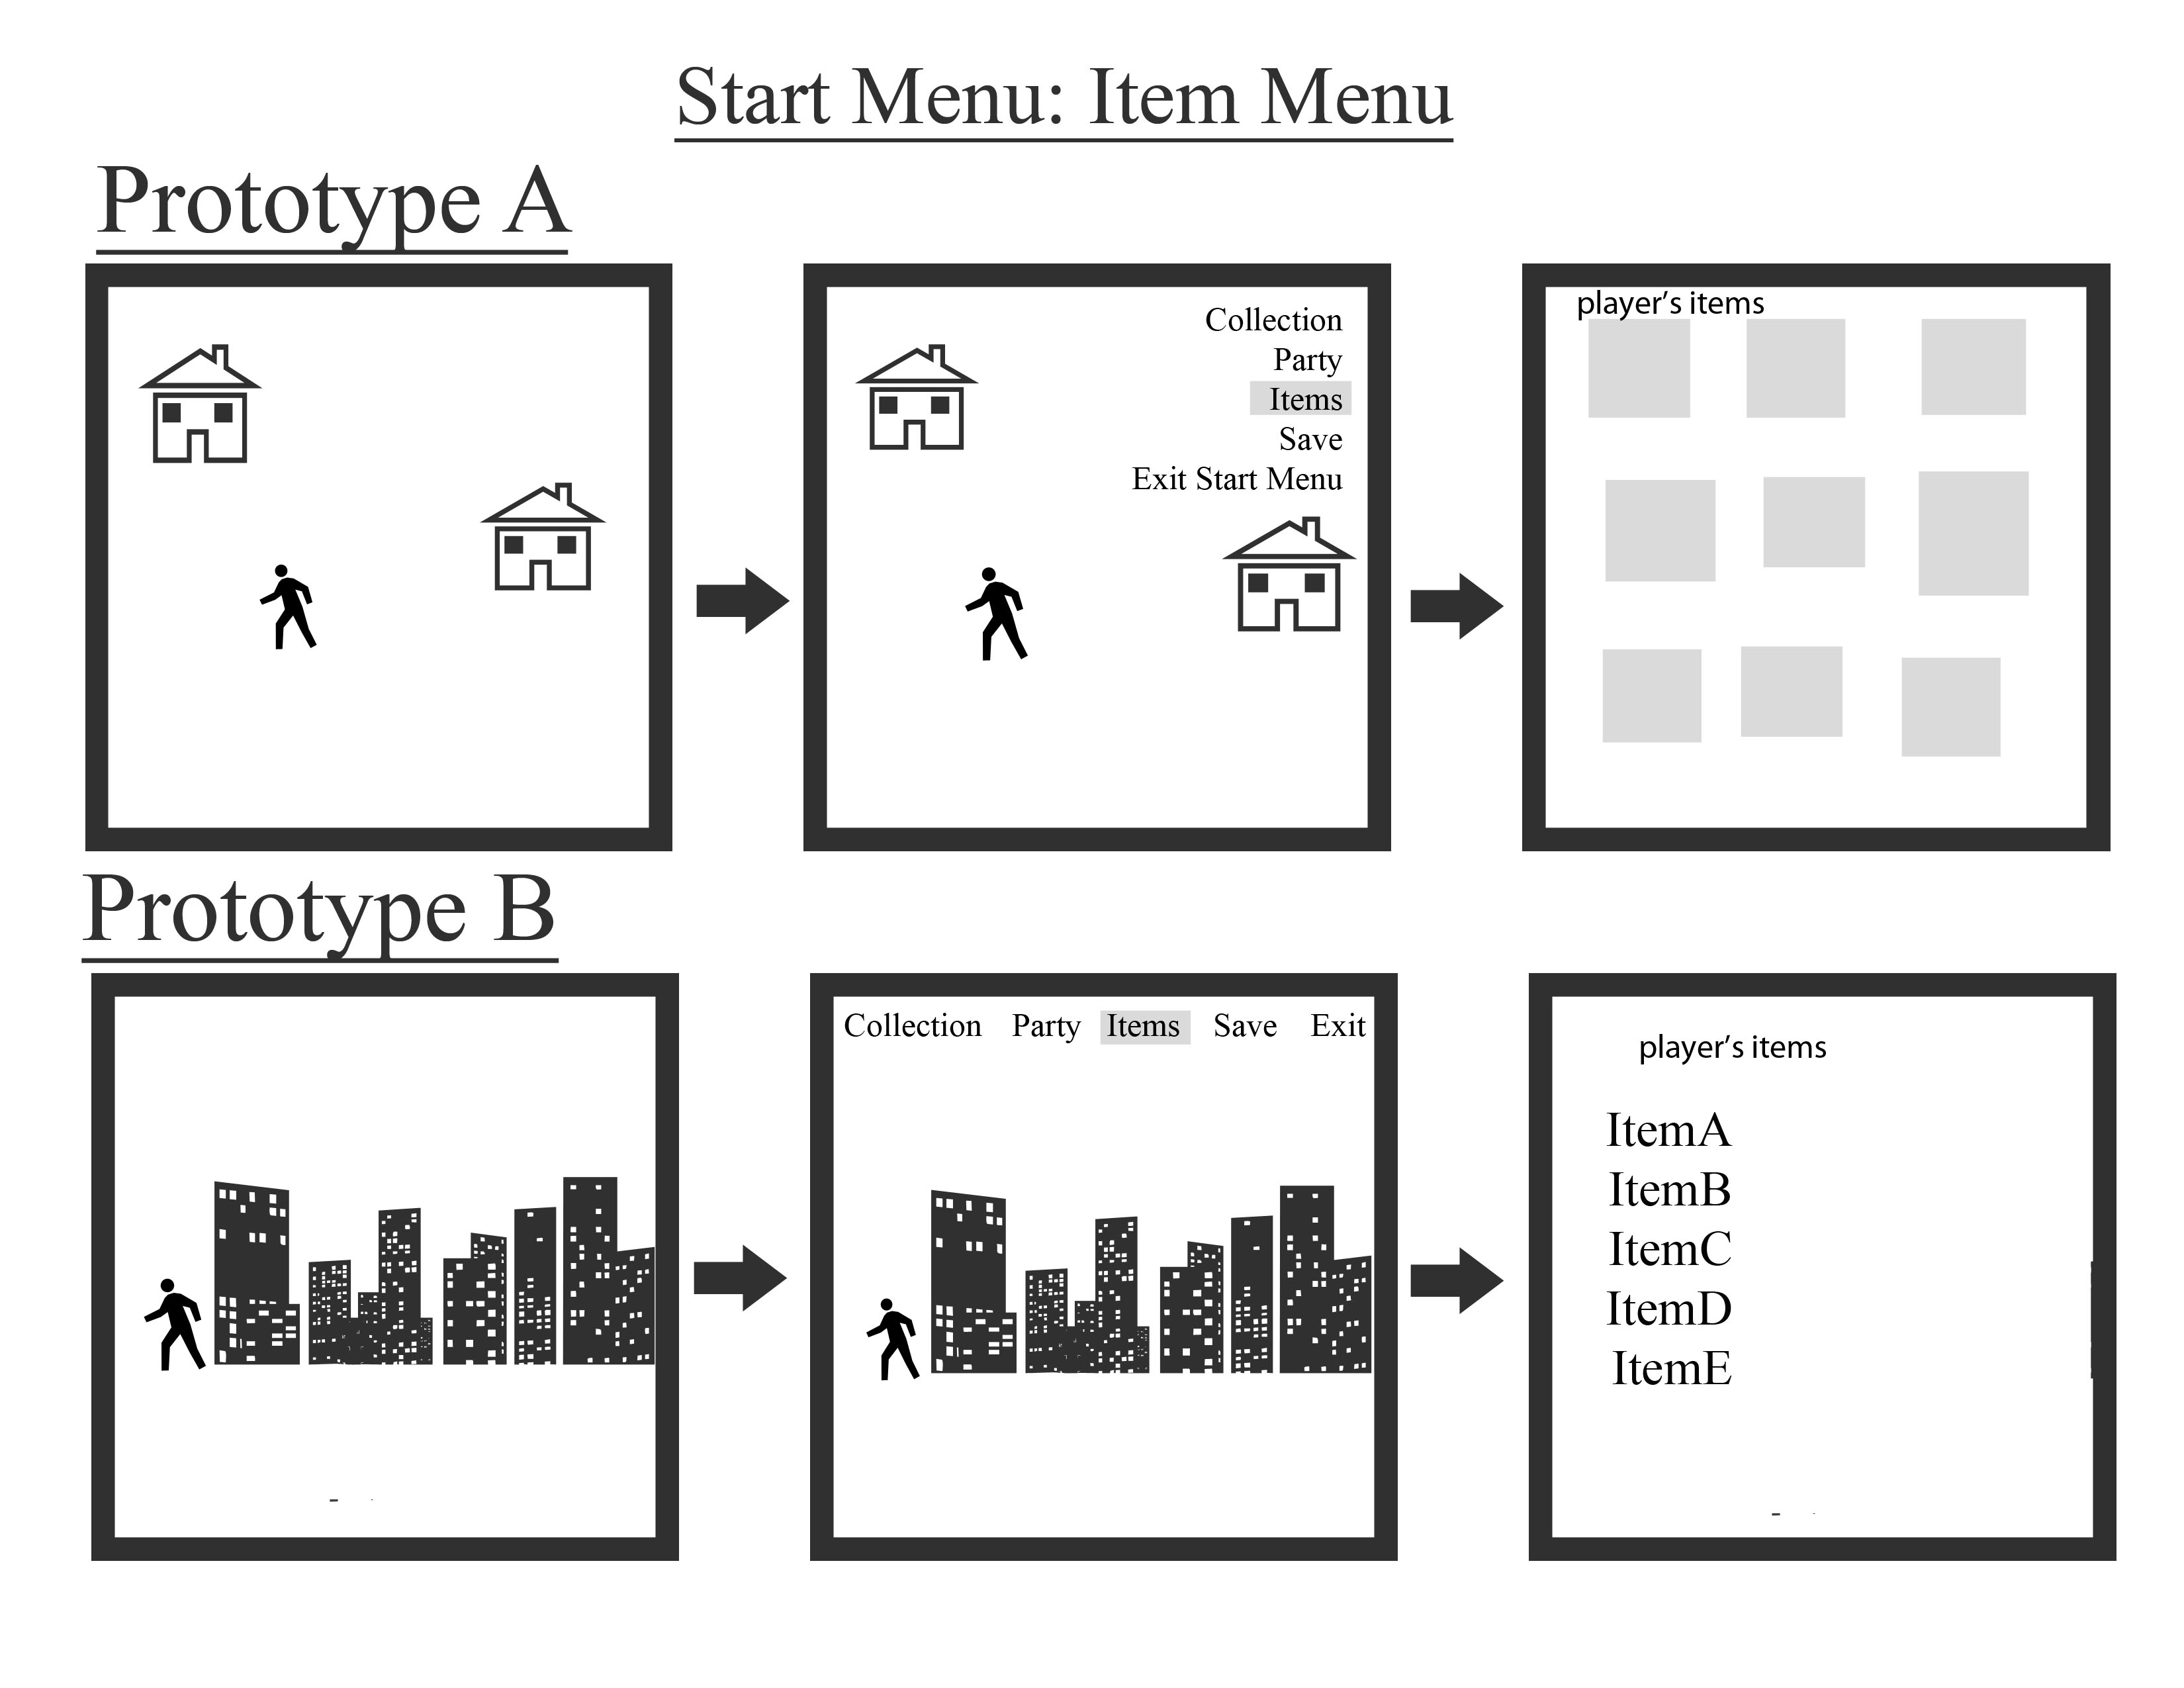 Start Menu: Item Menu
Prototype A
Collection
Party
Items
Save
Exit Start Menu
player's items
Prototype B
Collection Party Items Save Exit
player's items
ItemA
ItemB
ItemC
ItemD
ItemE